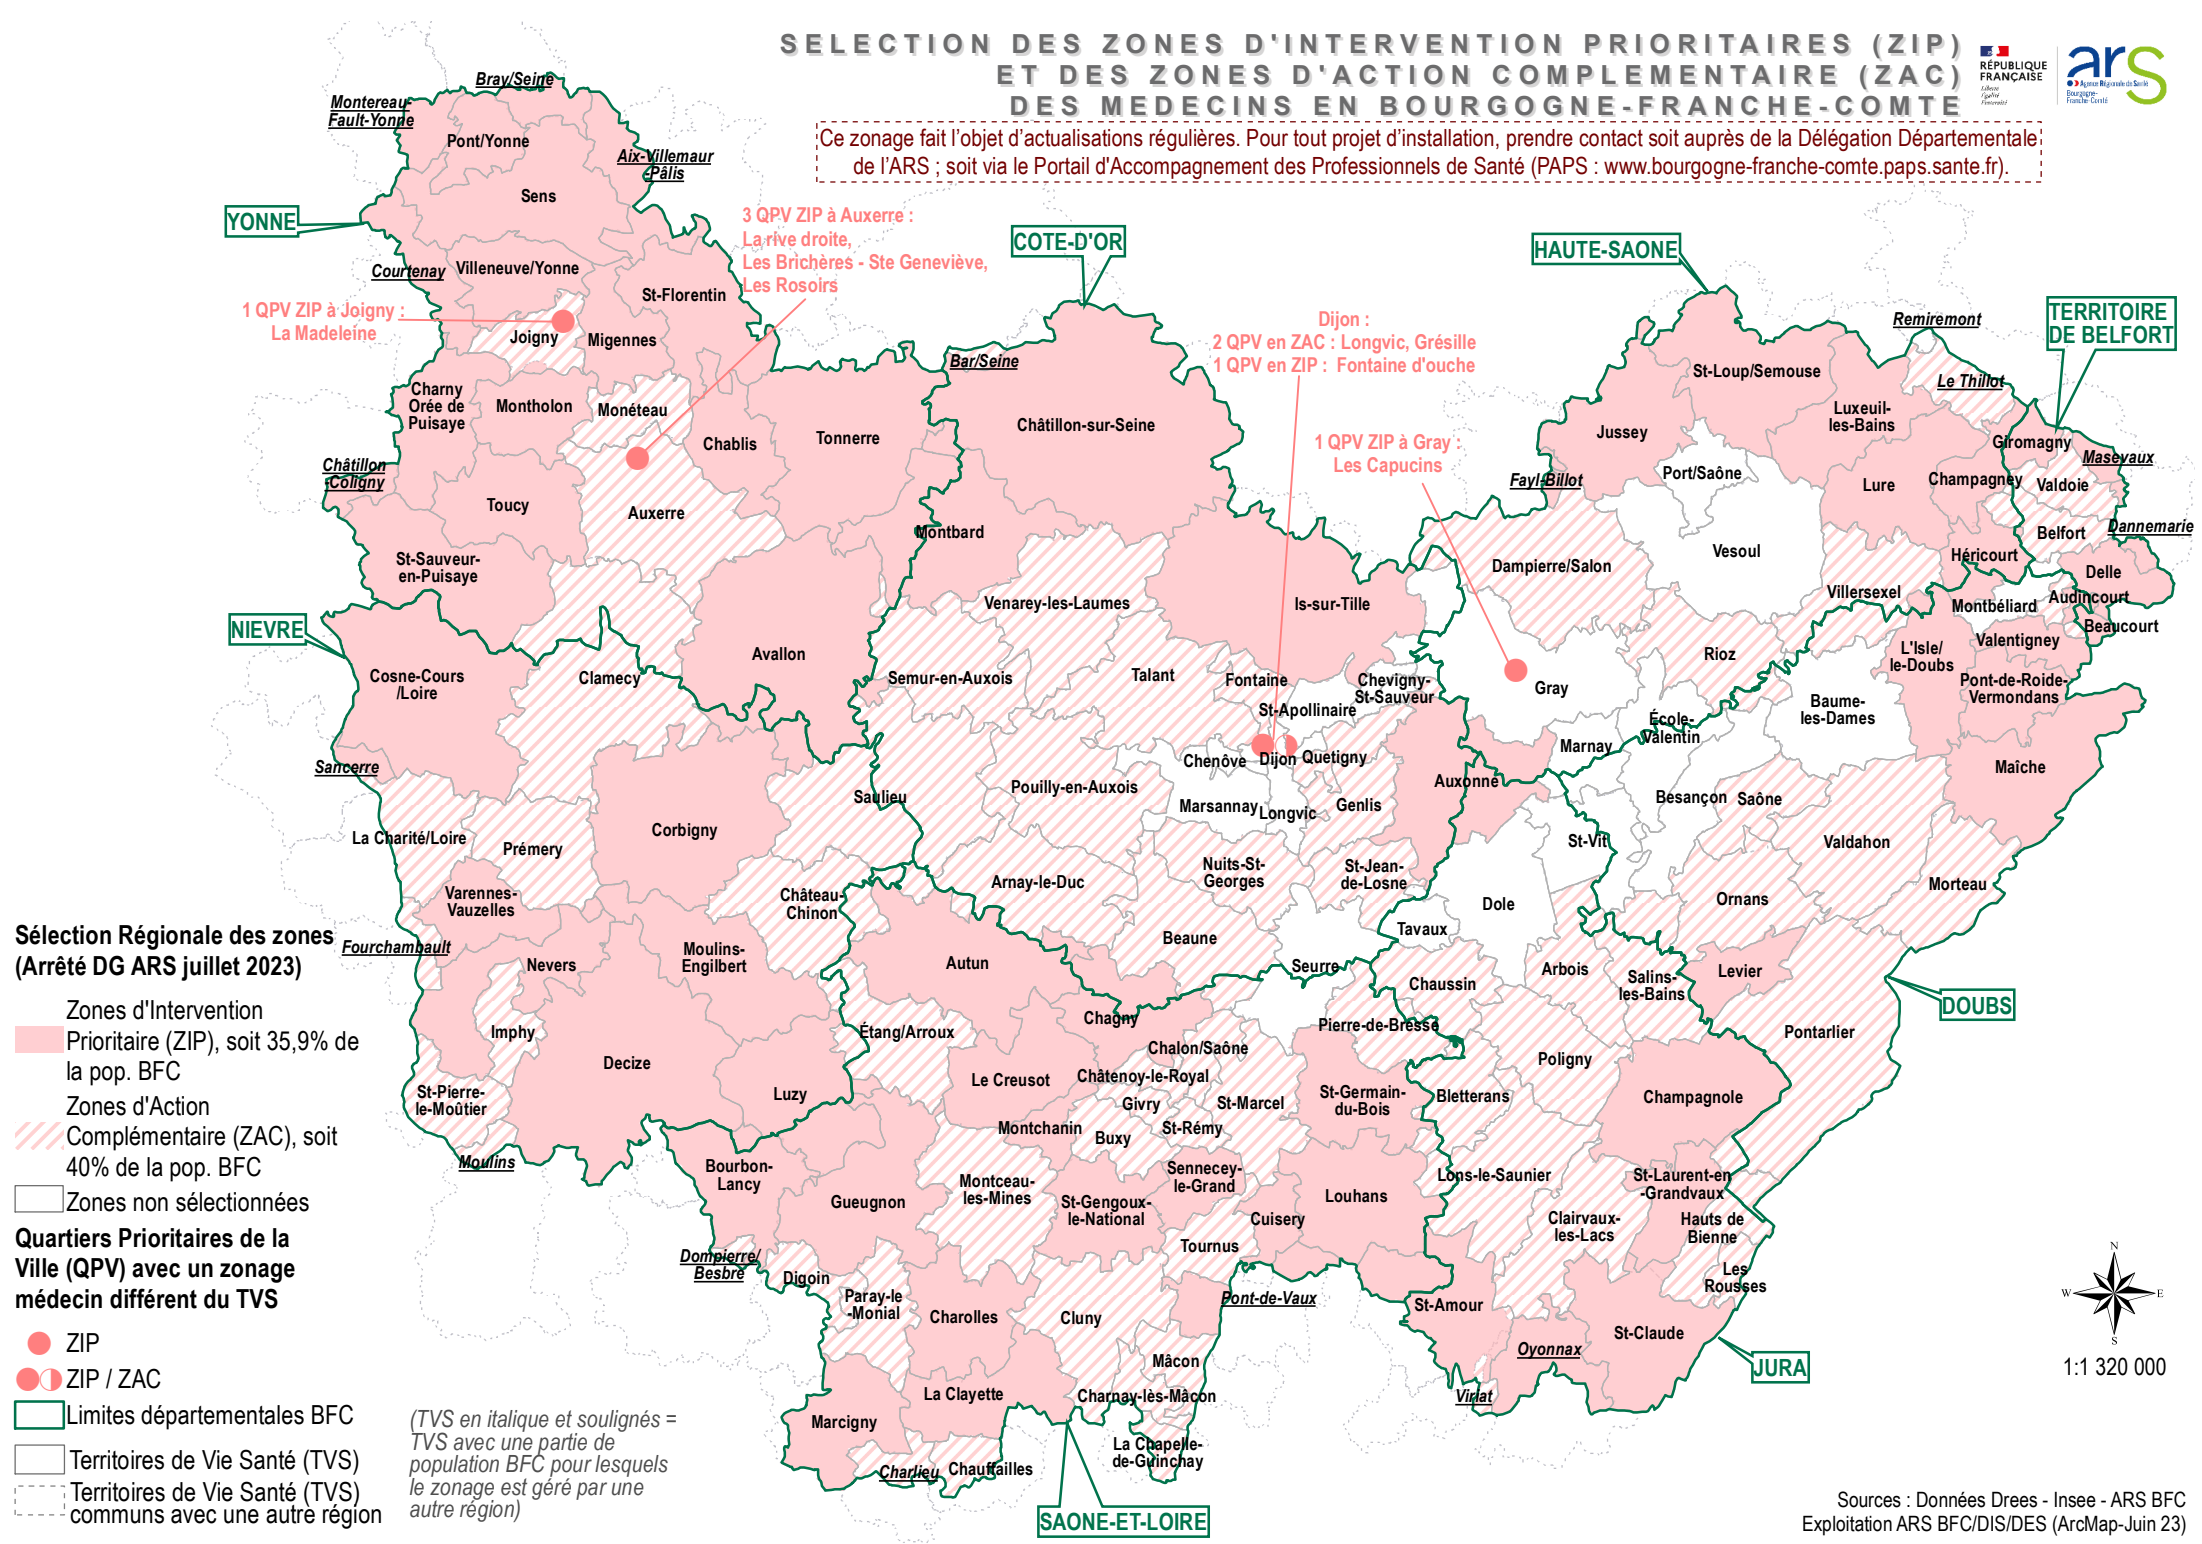 SELECTION DES ZONES D'INTERVENTION PRIORITAIRES (ZIP)
ET DES ZONES D'ACTION COMPLEMENTAIRE (ZAC)
DES MEDECINS EN BOURGOGNE-FRANCHE-COMTE
RÉPUBLIQUE
FRANÇAISE
Liberté
Égalité
Fraternité
ars
Agence Régionale de Santé
Bourgogne-
Franche-Comté
Ce zonage fait l'objet d'actualisations régulières. Pour tout projet d'installation, prendre contact soit auprès de la Délégation Départementale
de l'ARS ; soit via le Portail d'Accompagnement des Professionnels de Santé (PAPS : www.bourgogne-franche-comte.paps.sante.fr).
Bray/Seine
Montereau-
Fault-Yonne
Pont/Yonne
Aix-Villemaur
-Pâlis
Sens
YONNE
3 QPV ZIP à Auxerre :
La rive droite,
Les Brichères - Ste Geneviève,
Les Rosoirs
COTE-D'OR
HAUTE-SAONE
Courtenay
Villeneuve/Yonne
St-Florentin
1 QPV ZIP à Joigny :
La Madeleine
Joigny
Migennes
Dijon :
2 QPV en ZAC : Longvic, Grésille
1 QPV en ZIP : Fontaine d'ouche
Remiremont
TERRITOIRE
DE BELFORT
Bar/Seine
St-Loup/Semouse
Le Thillot
Charny
Orée de
Puisaye
Montholon
Monéteau
Chablis
Tonnerre
Châtillon-sur-Seine
1 QPV ZIP à Gray :
Les Capucins
Jussey
Luxeuil-
les-Bains
Giromagny
Masevaux
Châtillon
-Coligny
Fayl-Billot
Port/Saône
Lure
Champagney
Valdoie
Toucy
Auxerre
Montbard
Vesoul
Belfort
Dannemarie
St-Sauveur-
en-Puisaye
Dampierre/Salon
Héricourt
Delle
Venarey-les-Laumes
Is-sur-Tille
Villersexel
Montbéliard
Audincourt
Beaucourt
NIEVRE
Avallon
Rioz
L'Isle/
le-Doubs
Valentigney
Cosne-Cours
/Loire
Clamecy
Semur-en-Auxois
Talant
Fontaine
Chevigny-
St-Sauveur
St-Apollinaire
Gray
Pont-de-Roide-
Vermondans
Baume-
les-Dames
École-
Valentin
Marnay
Sancerre
Chenôve
Dijon
Quetigny
Auxonne
Maîche
Pouilly-en-Auxois
Saulieu
Marsannay
Longvic
Genlis
Besançon
Saône
La Charité/Loire
Prémery
Corbigny
St-Vit
Valdahon
Nuits-St-
Georges
St-Jean-
de-Losne
Arnay-le-Duc
Morteau
Varennes-
Vauzelles
Château-
Chinon
Dole
Ornans
Tavaux
Fourchambault
Beaune
Moulins-
Engilbert
Nevers
Autun
Seurre
Arbois
Salins-
les-Bains
Levier
Chaussin
DOUBS
Imphy
Étang/Arroux
Chagny
Pierre-de-Bresse
Pontarlier
Chalon/Saône
Poligny
Decize
Le Creusot
Châtenoy-le-Royal
St-Pierre-
le-Moûtier
Luzy
Givry
St-Marcel
St-Germain-
du-Bois
Bletterans
Champagnole
Montchanin
Buxy
St-Rémy
Moulins
Bourbon-
Lancy
Montceau-
les-Mines
Sennecey-
le-Grand
Lons-le-Saunier
St-Laurent-en
-Grandvaux
Gueugnon
St-Gengoux-
le-National
Louhans
Cuisery
Clairvaux-
les-Lacs
Hauts de
Bienne
Tournus
Dompierre/
Besbre
Digoin
Les
Rousses
Paray-le
-Monial
Charolles
Cluny
Pont-de-Vaux
St-Amour
St-Claude
Oyonnax
Mâcon
JURA
La Clayette
Charnay-lès-Mâcon
Viriat
Marcigny
La Chapelle-
de-Guinchay
Charlieu
Chauffailles
SAONE-ET-LOIRE
Sélection Régionale des zones
(Arrêté DG ARS juillet 2023)
Zones d'Intervention
Prioritaire (ZIP), soit 35,9% de
la pop. BFC
Zones d'Action
Complémentaire (ZAC), soit
40% de la pop. BFC
Zones non sélectionnées
Quartiers Prioritaires de la
Ville (QPV) avec un zonage
médecin différent du TVS
ZIP
ZIP / ZAC
Limites départementales BFC
Territoires de Vie Santé (TVS)
Territoires de Vie Santé (TVS)
communs avec une autre région
(TVS en italique et soulignés =
TVS avec une partie de
population BFC pour lesquels
le zonage est géré par une
autre région)
N
W
E
S
1:1 320 000
Sources : Données Drees - Insee - ARS BFC
Exploitation ARS BFC/DIS/DES (ArcMap-Juin 23)